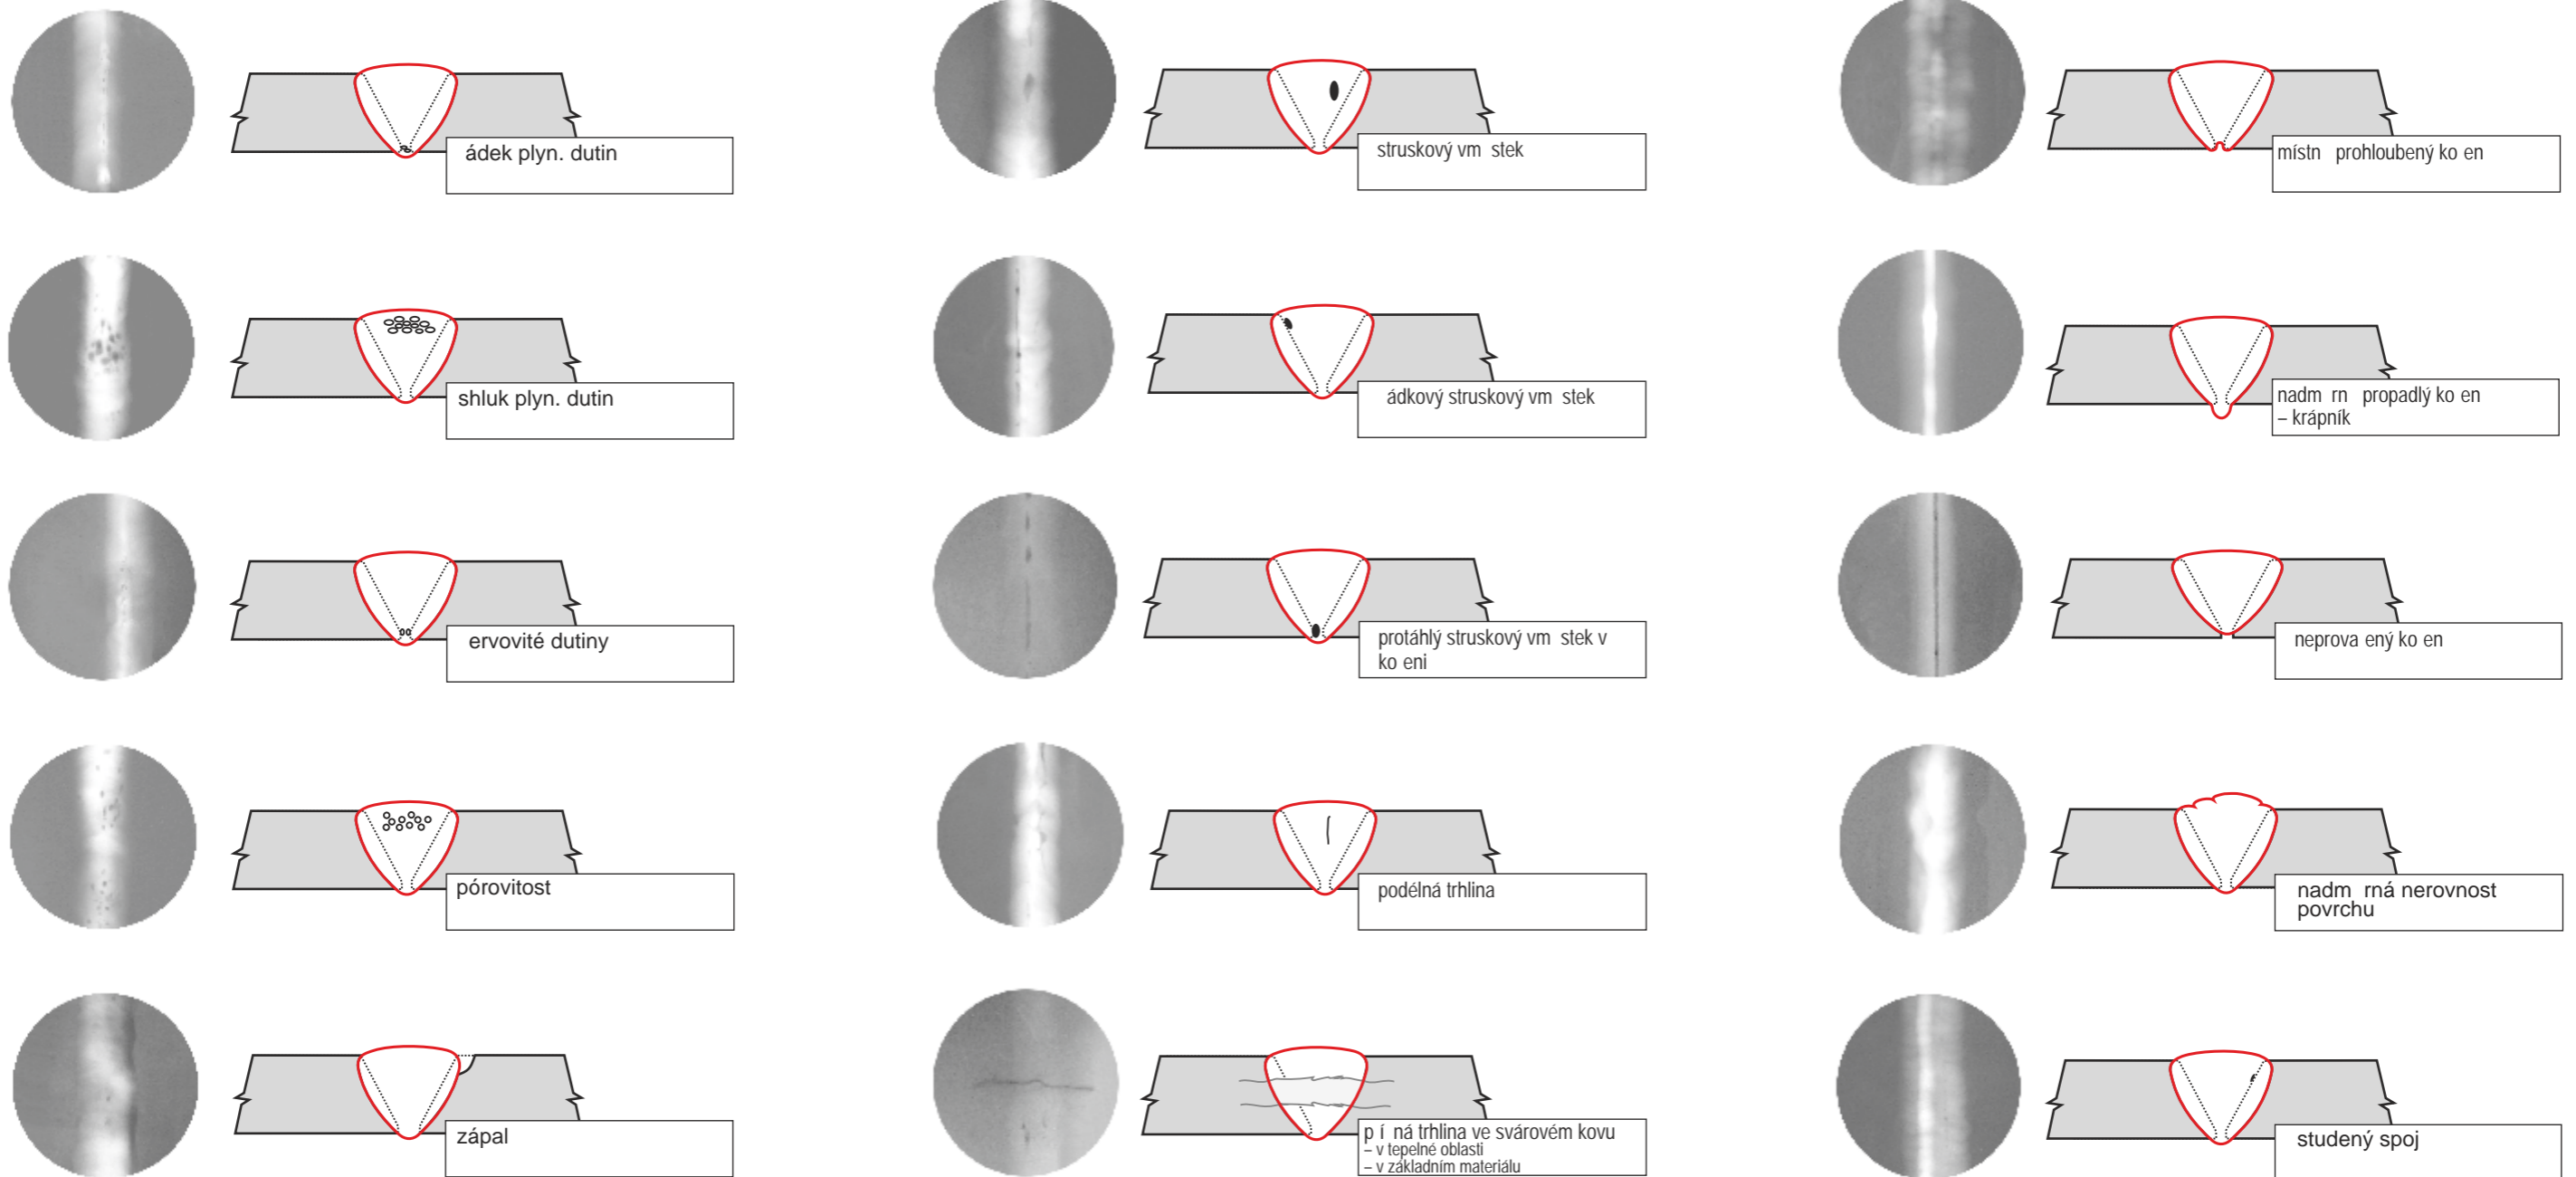 ádek plyn. dutin
struskový vm stek
místn prohloubený ko en
shluk plyn. dutin
ádkový struskový vm stek
nadm rn propadlý ko en
– krápník
ervovité dutiny
protáhlý struskový vm stek v
ko eni
neprova ený ko en
pórovitost
podélná trhlina
nadm rná nerovnost
povrchu
zápal
p í ná trhlina ve svárovém kovu
– v tepelné oblasti
– v základním materiálu
studený spoj